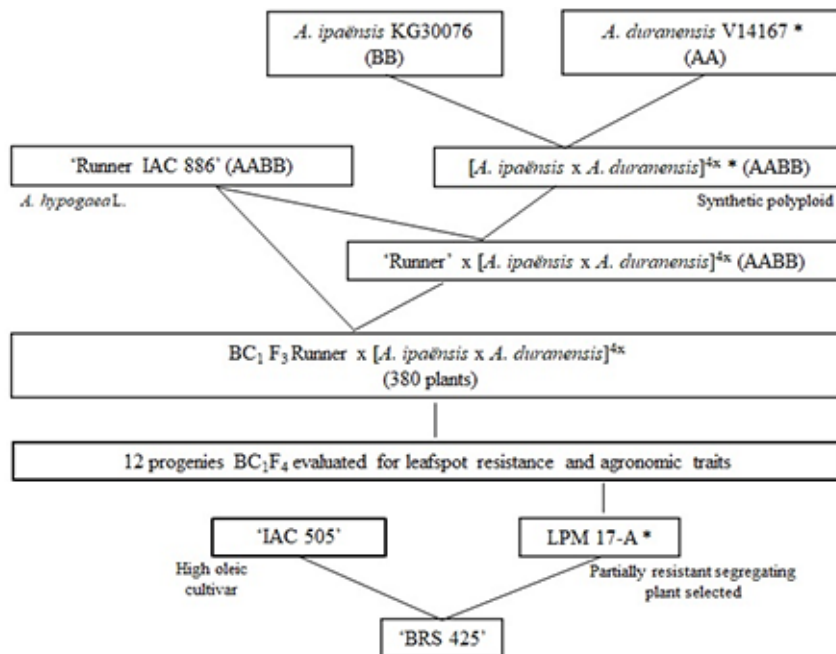 A. ipaënsis KG30076
(BB)
A. duranensis V14167 *
(AA)
‘Runner IAC 886’ (AABB)
[A. ipaënsis x A. duranensis]4x * (AABB)
A. hypogaea L.
Synthetic polyploid
‘Runner’ x [A. ipaënsis x A. duranensis]4x (AABB)
BC1 F3 Runner x [A. ipaënsis x A. duranensis]4x
(380 plants)
12 progenies BC1F4 evaluated for leafspot resistance and agronomic traits
‘IAC 505’
LPM 17-A *
High oleic
cultivar
Partially resistant segregating
plant selected
‘BRS 425’